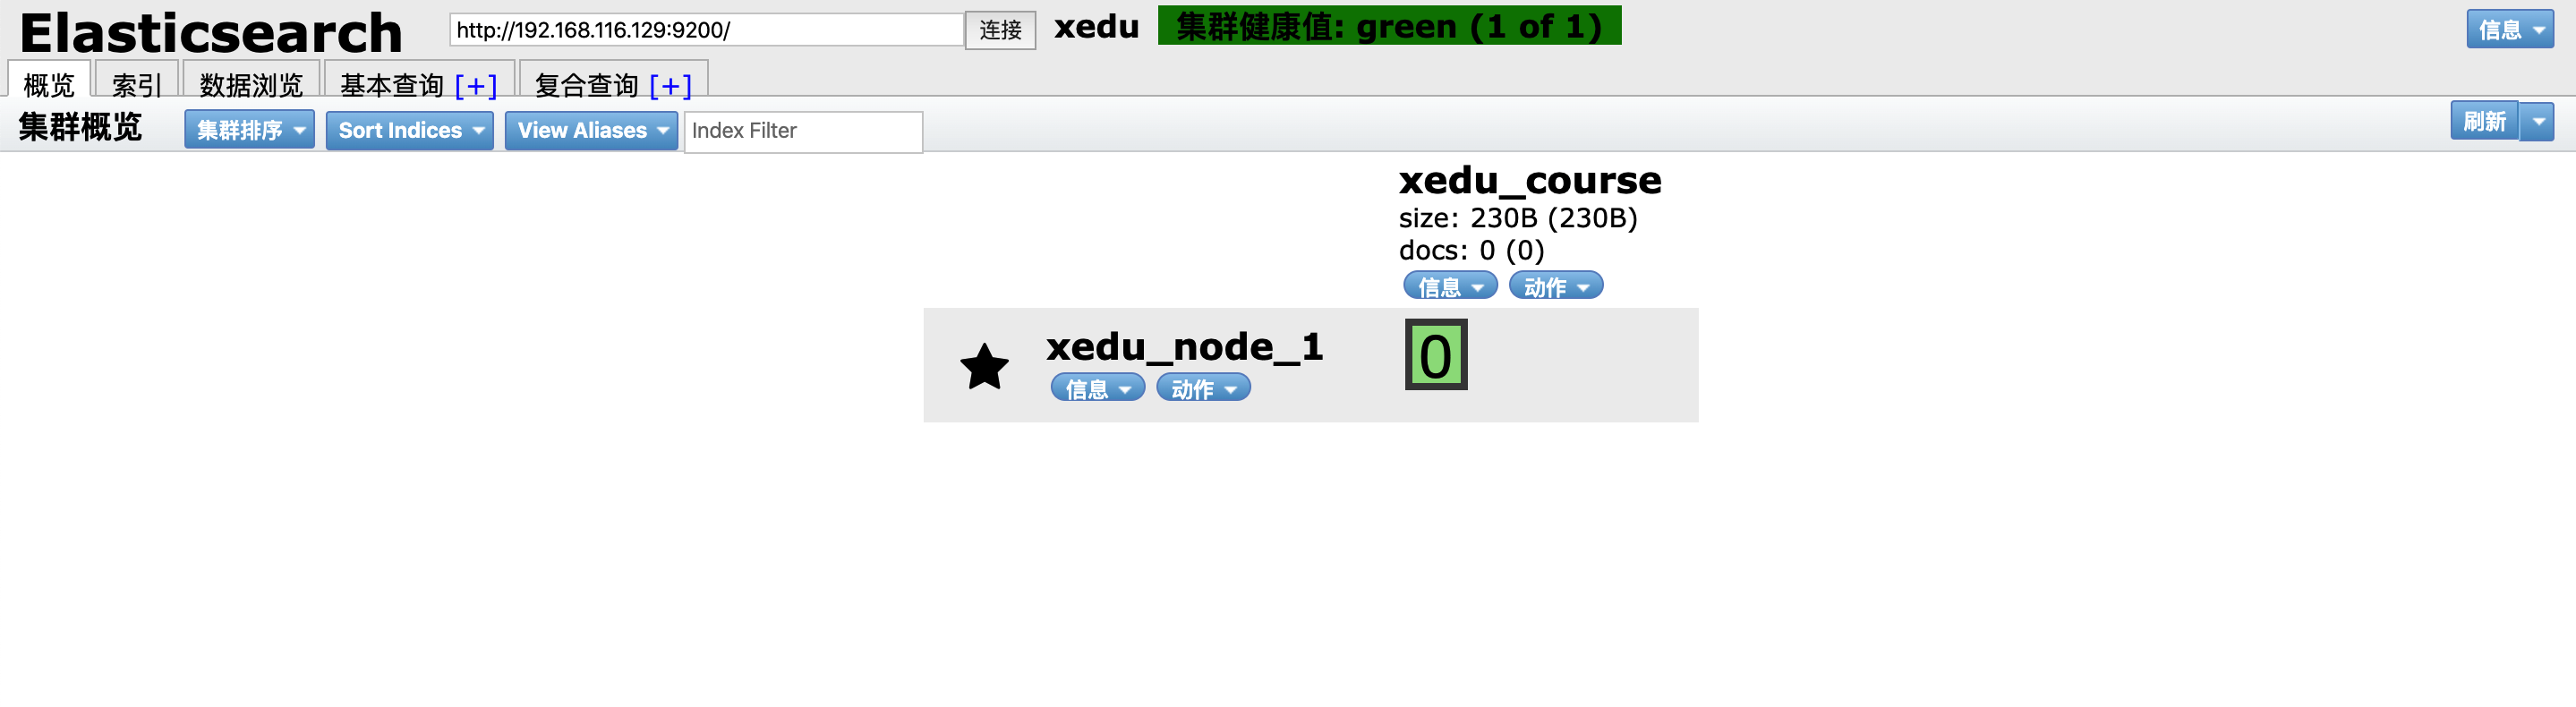 Elasticsearch http://192.168.116.129:9200/ 连接 xedu 集群健康值: green (1 of 1) 信息
概览 索引 数据浏览 基本查询 [+] 复合查询 [+]
集群概览 集群排序 Sort Indices View Aliases Index Filter 刷新
xedu_course
size: 230B (230B)
docs: 0 (0)
信息 动作
xedu_node_1 0
信息 动作